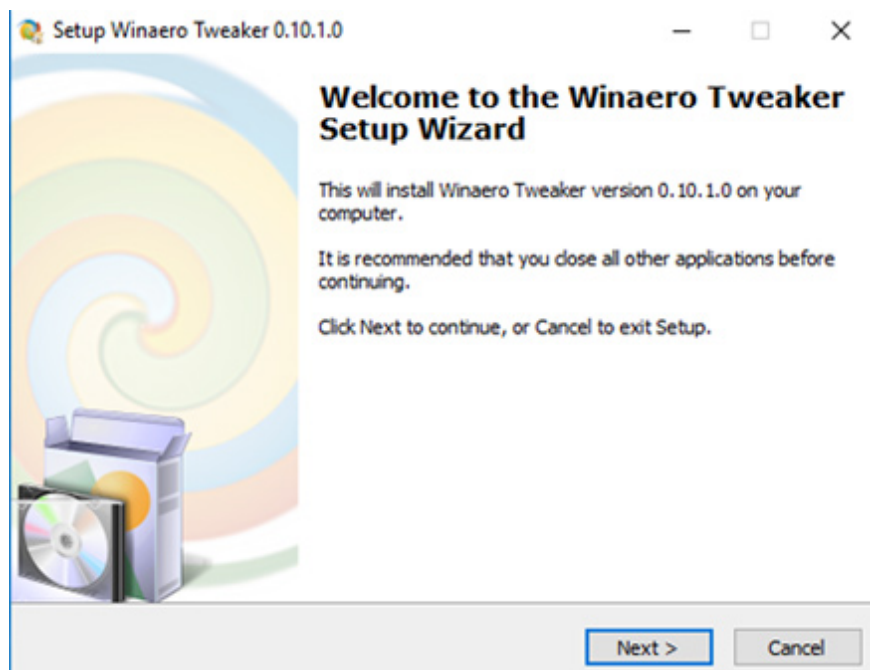 Setup Winaero Tweaker 0.10.1.0
Welcome to the Winaero Tweaker
Setup Wizard
This will install Winaero Tweaker version 0.10.1.0 on your
computer.
It is recommended that you close all other applications before
continuing.
Click Next to continue, or Cancel to exit Setup.
Next >
Cancel